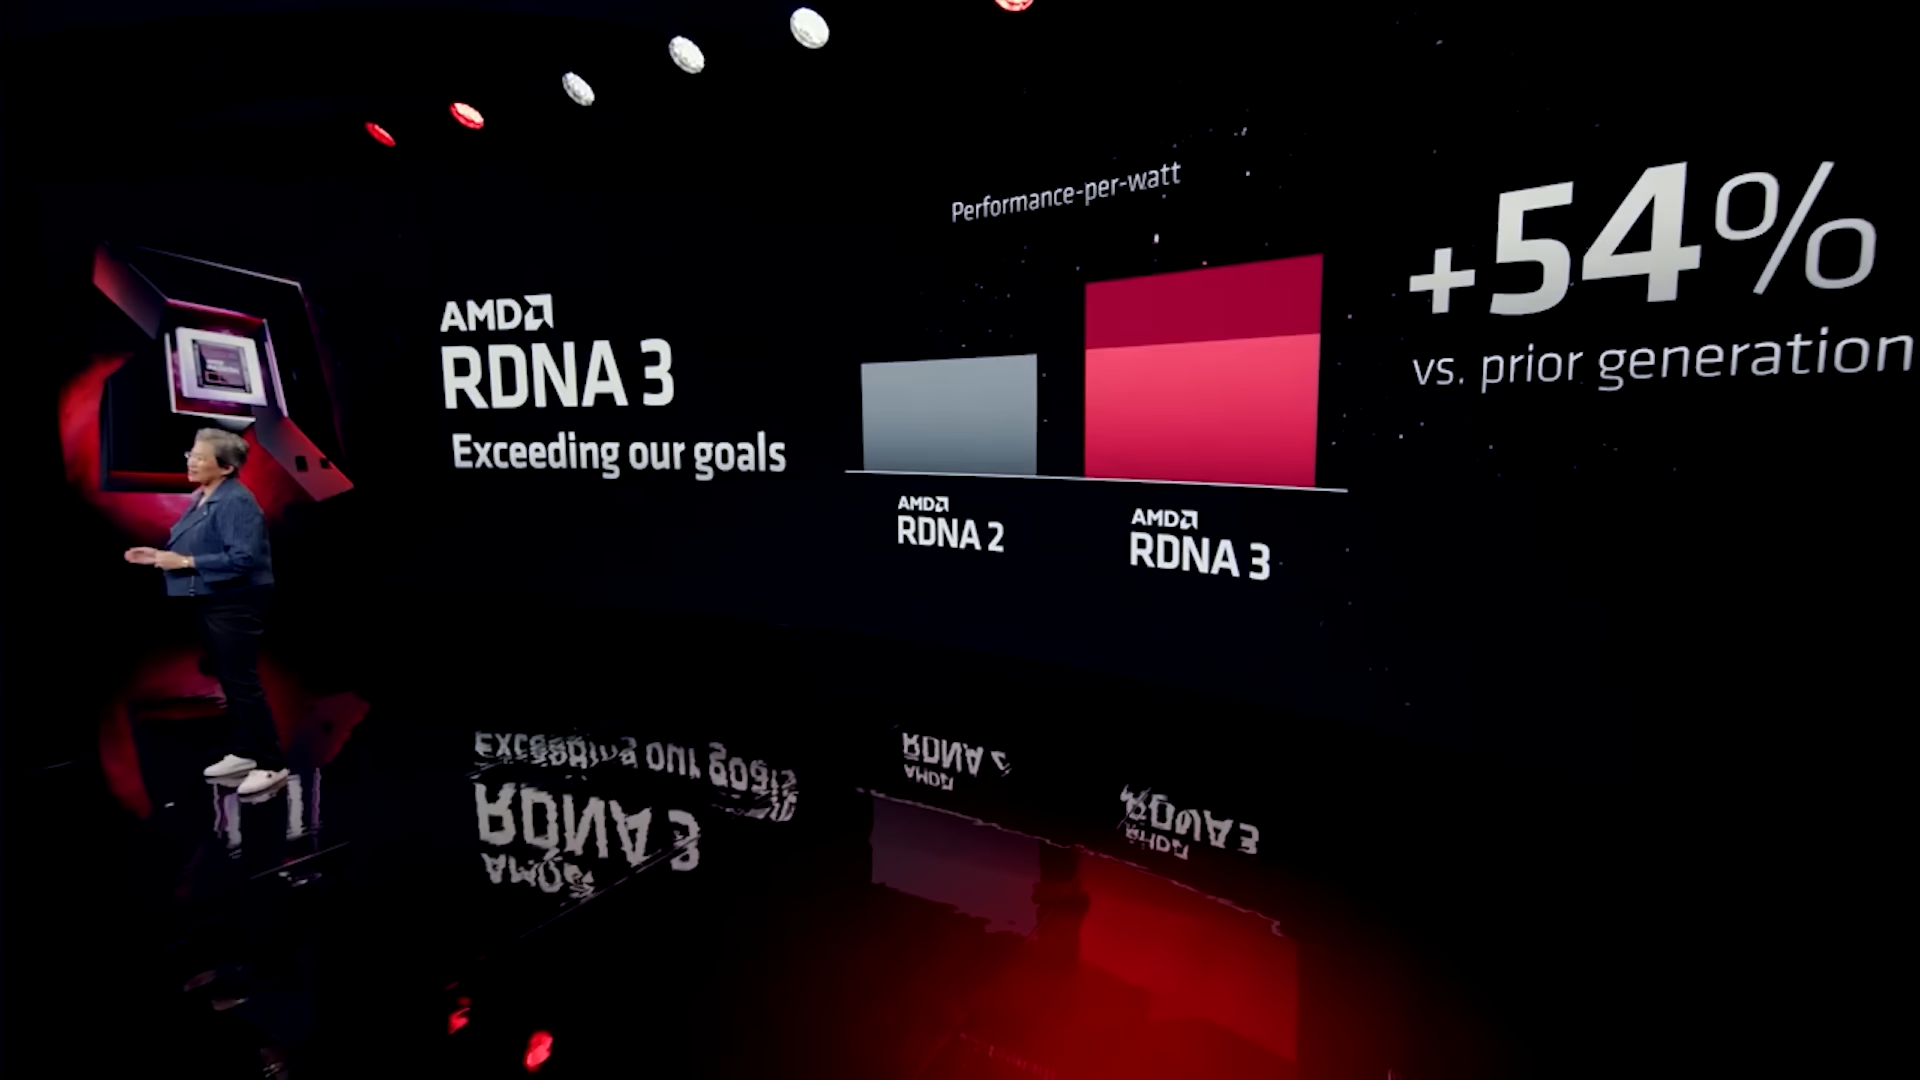 AMD
RDNA 3
Exceeding our goals
Performance-per-watt
+54%
vs. prior generation
AMD
RDNA 2
AMD
RDNA 3